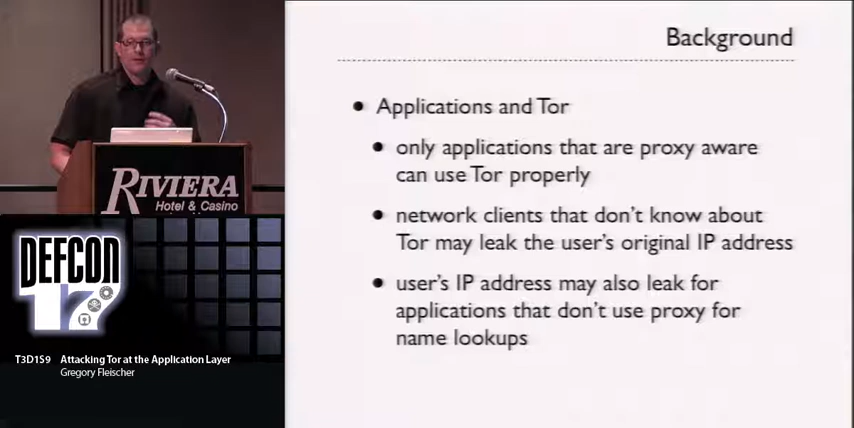 Background
• Applications and Tor
• only applications that are proxy aware
can use Tor properly
• network clients that don't know about
Tor may leak the user's original IP address
• user's IP address may also leak for
applications that don't use proxy for
name lookups
RIVIERA
Hotel & Casino
DEFCON
17
T3D1S9 Attacking Tor at the Application Layer
Gregory Fleischer